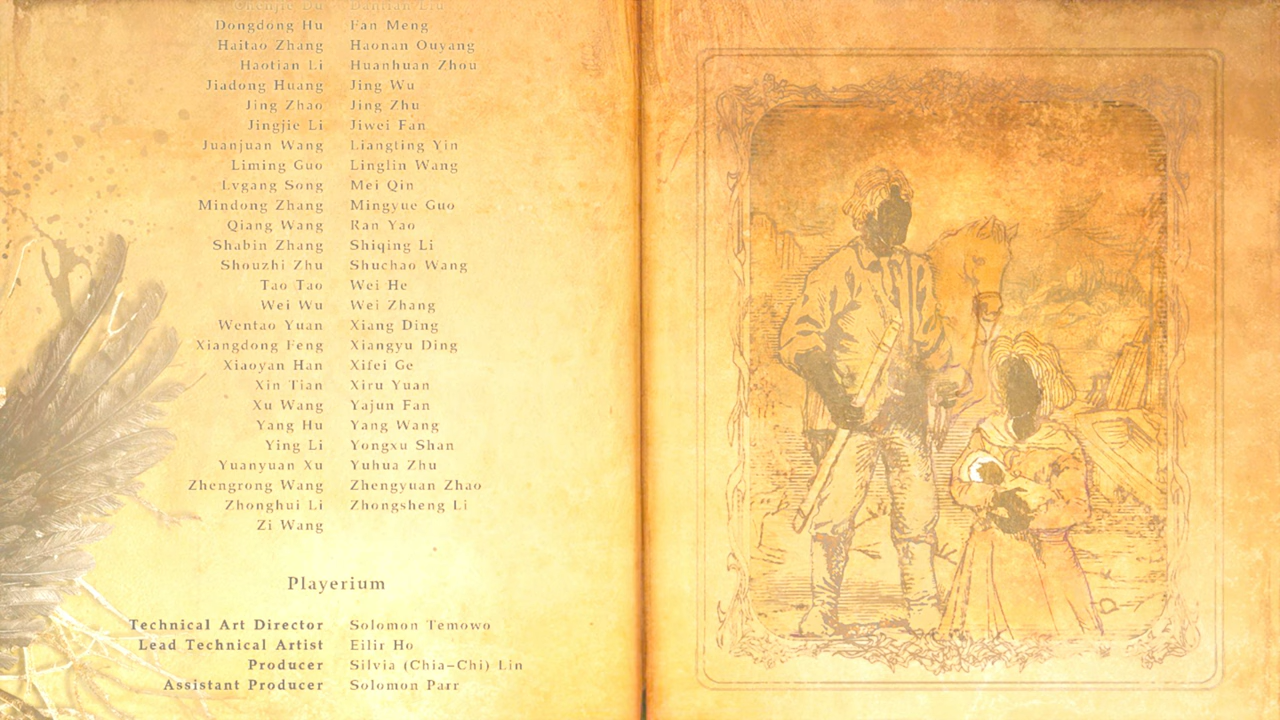 Chenjie Du Danlian Liu
Dongdong Hu Fan Meng
Haitao Zhang Haonan Ouyang
Haotian Li Huanhuan Zhou
Jiadong Huang Jing Wu
Jing Zhao Jing Zhu
Jingjie Li Jiwei Fan
Juanjuan Wang Liangting Yin
Liming Guo Linglin Wang
Lvgang Song Mei Qin
Mindong Zhang Mingyue Guo
Qiang Wang Ran Yao
Shabin Zhang Shiqing Li
Shouzhi Zhu Shuchao Wang
Tao Tao Wei He
Wei Wu Wei Zhang
Wentao Yuan Xiang Ding
Xiangdong Feng Xiangyu Ding
Xiaoyan Han Xifei Ge
Xin Tian Xiru Yuan
Xu Wang Yajun Fan
Yang Hu Yang Wang
Ying Li Yongxu Shan
Yuanyuan Xu Yuhua Zhu
Zhengrong Wang Zhengyuan Zhao
Zhonghui Li Zhongsheng Li
Zi Wang
Playerium
Technical Art Director Solomon Temowo
Lead Technical Artist Eilir Ho
Producer Silvia (Chia-Chi) Lin
Assistant Producer Solomon Parr